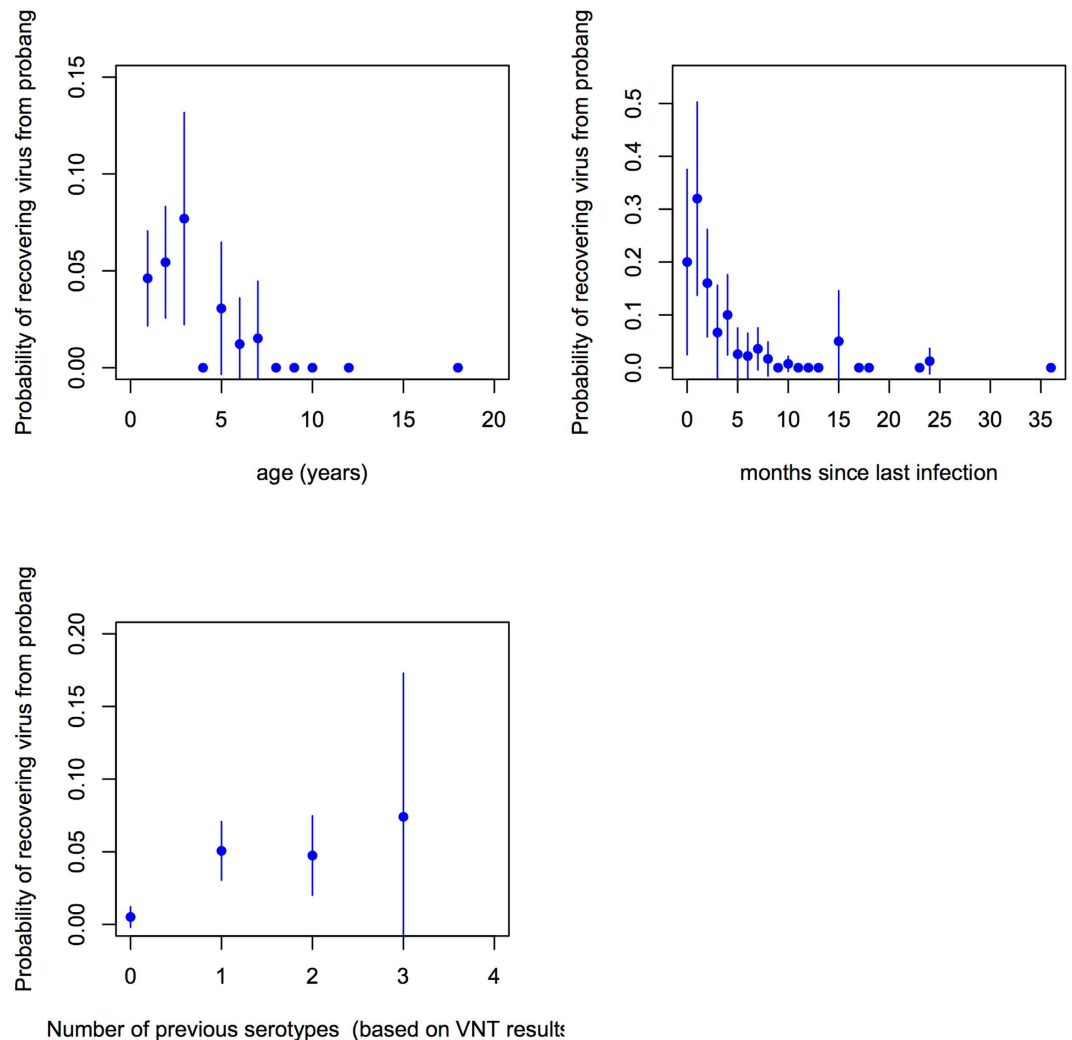 Probability of recovering virus from probang
0.15
0.10
0.05
0.00
0 5 10 15 20
age (years)
Probability of recovering virus from probang
0.5
0.4
0.3
0.2
0.1
0.
0 5 10 15 20 25 30 35
months since last infection
Probability of recovering virus from probang
0.20
0.15
0.10
0.05
0.00
0 1 2 3 4
Number of previous serotypes (based on VNT results